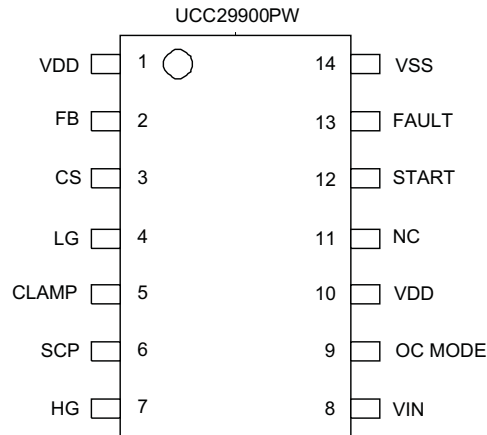 UCC29900PW
VDD 1 14 VSS
FB 2 13 FAULT
CS 3 12 START
LG 4 11 NC
CLAMP 5 10 VDD
SCP 6 9 OC MODE
HG 7 8 VIN